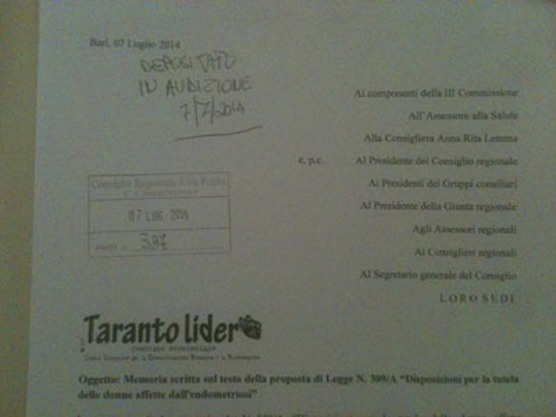 Bari, 07 Luglio 2014
DEPOSITATO
IN AUDIZIONE
7/7/2014
Ai componenti della III Commissione
All'Assessore alla Salute
Alla Consigliera Anna Rita Lemma
e, p.c. Al Presidente del Consiglio regionale
Ai Presidenti dei Gruppi consiliari
Al Presidente della Giunta regionale
Agli Assessori regionali
Ai Consiglieri regionali
Al Segretario generale del Consiglio
LORO SEDI
Consiglio Regionale della Puglia
07 LUG. 2014
Taranto líder
Oggetto: Memoria scritta sul testo della proposta di Legge N. 309/A "Disposizioni per la tutela
delle donne affette dall'endometriosi"